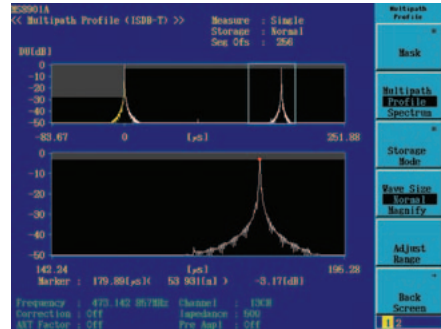 MS8901A
<< Multipath Profile (ISDB-T) >>
Measure : Single
Storage : Normal
Seg Ofs : 256
DUI[dB]
0
-10
-20
-30
-40
-50
-83.67
0
[μs]
251.88
0
-10
-20
-30
-40
-50
142.24
[μs]
195.28
Marker : 179.89[μs]( 53 931[m] ) -3.17[dB]
Frequency : 473.142 857MHz Channel : 13CH
Correction : Off Impedance : 50Ω
ANT Factor : Off Pre Ampl : Off
Multipath
Profile
*
Mask
Multipath
Profile
Spectrum
*
Storage
Mode
Wave Size
Normal
Magnify
Adjust
Range
Back
Screen
1 2